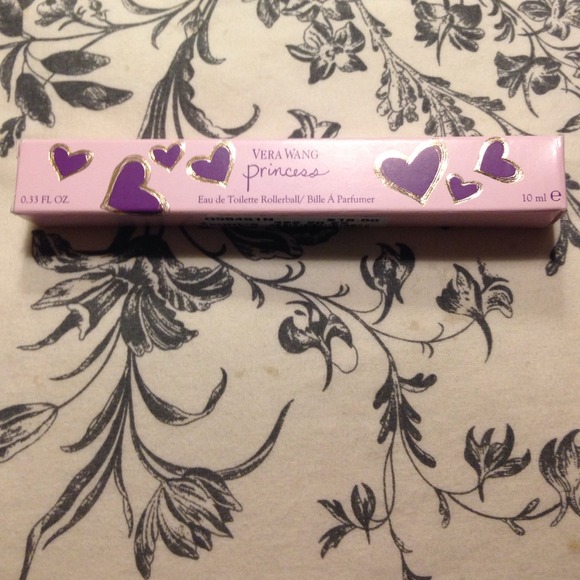 VERA WANG
princess
0.33 FL OZ.
Eau de Toilette Rollerball/ Bille À Parfumer
10 ml ℮